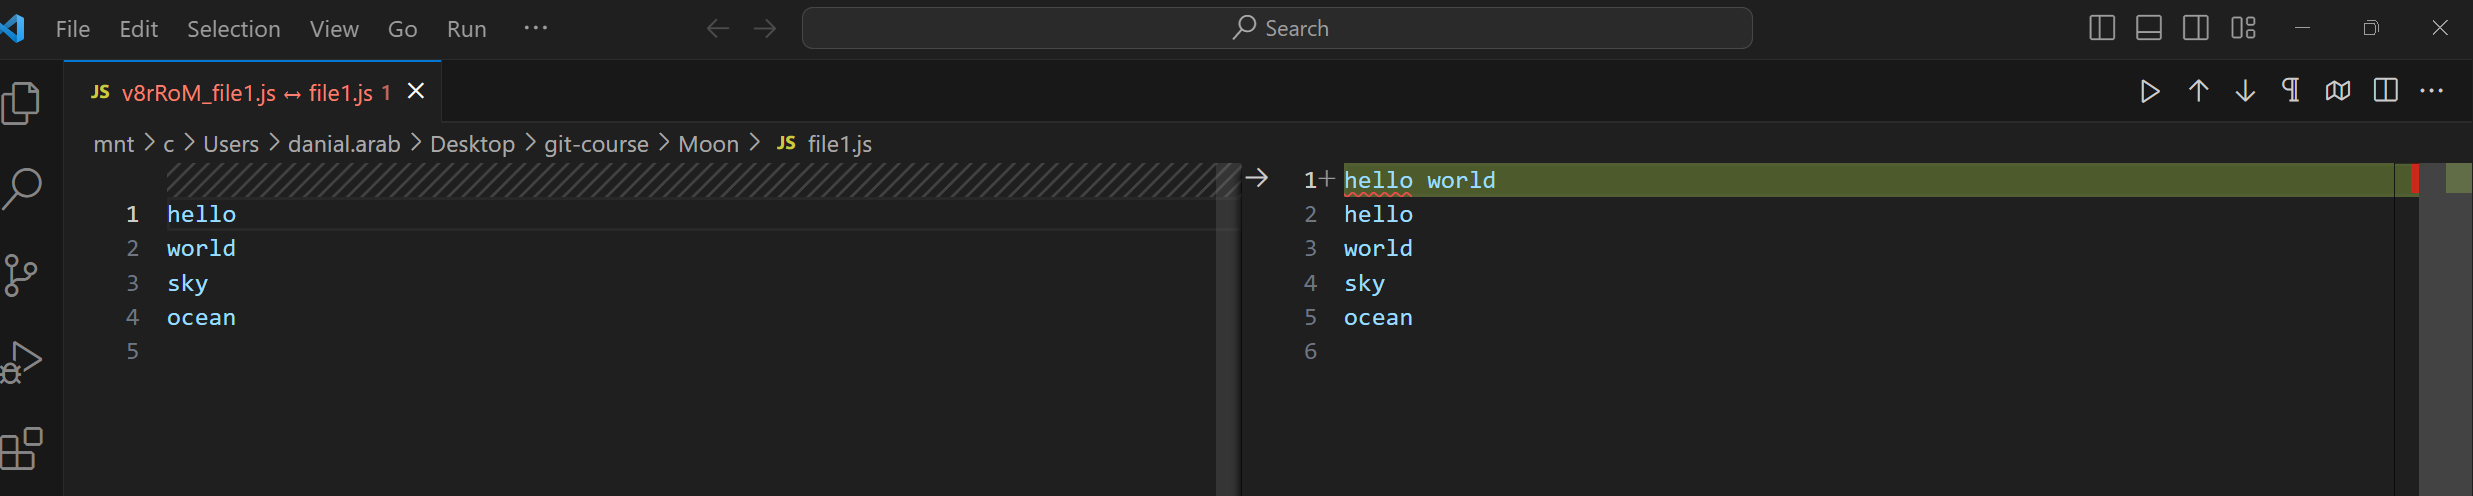 File Edit Selection View Go Run ··· Search
JS v8rRoM_file1.js ↔ file1.js 1
mnt > c > Users > danial.arab > Desktop > git-course > Moon > JS file1.js
1 hello
2 world
3 sky
4 ocean
5
1+ hello world
2 hello
3 world
4 sky
5 ocean
6